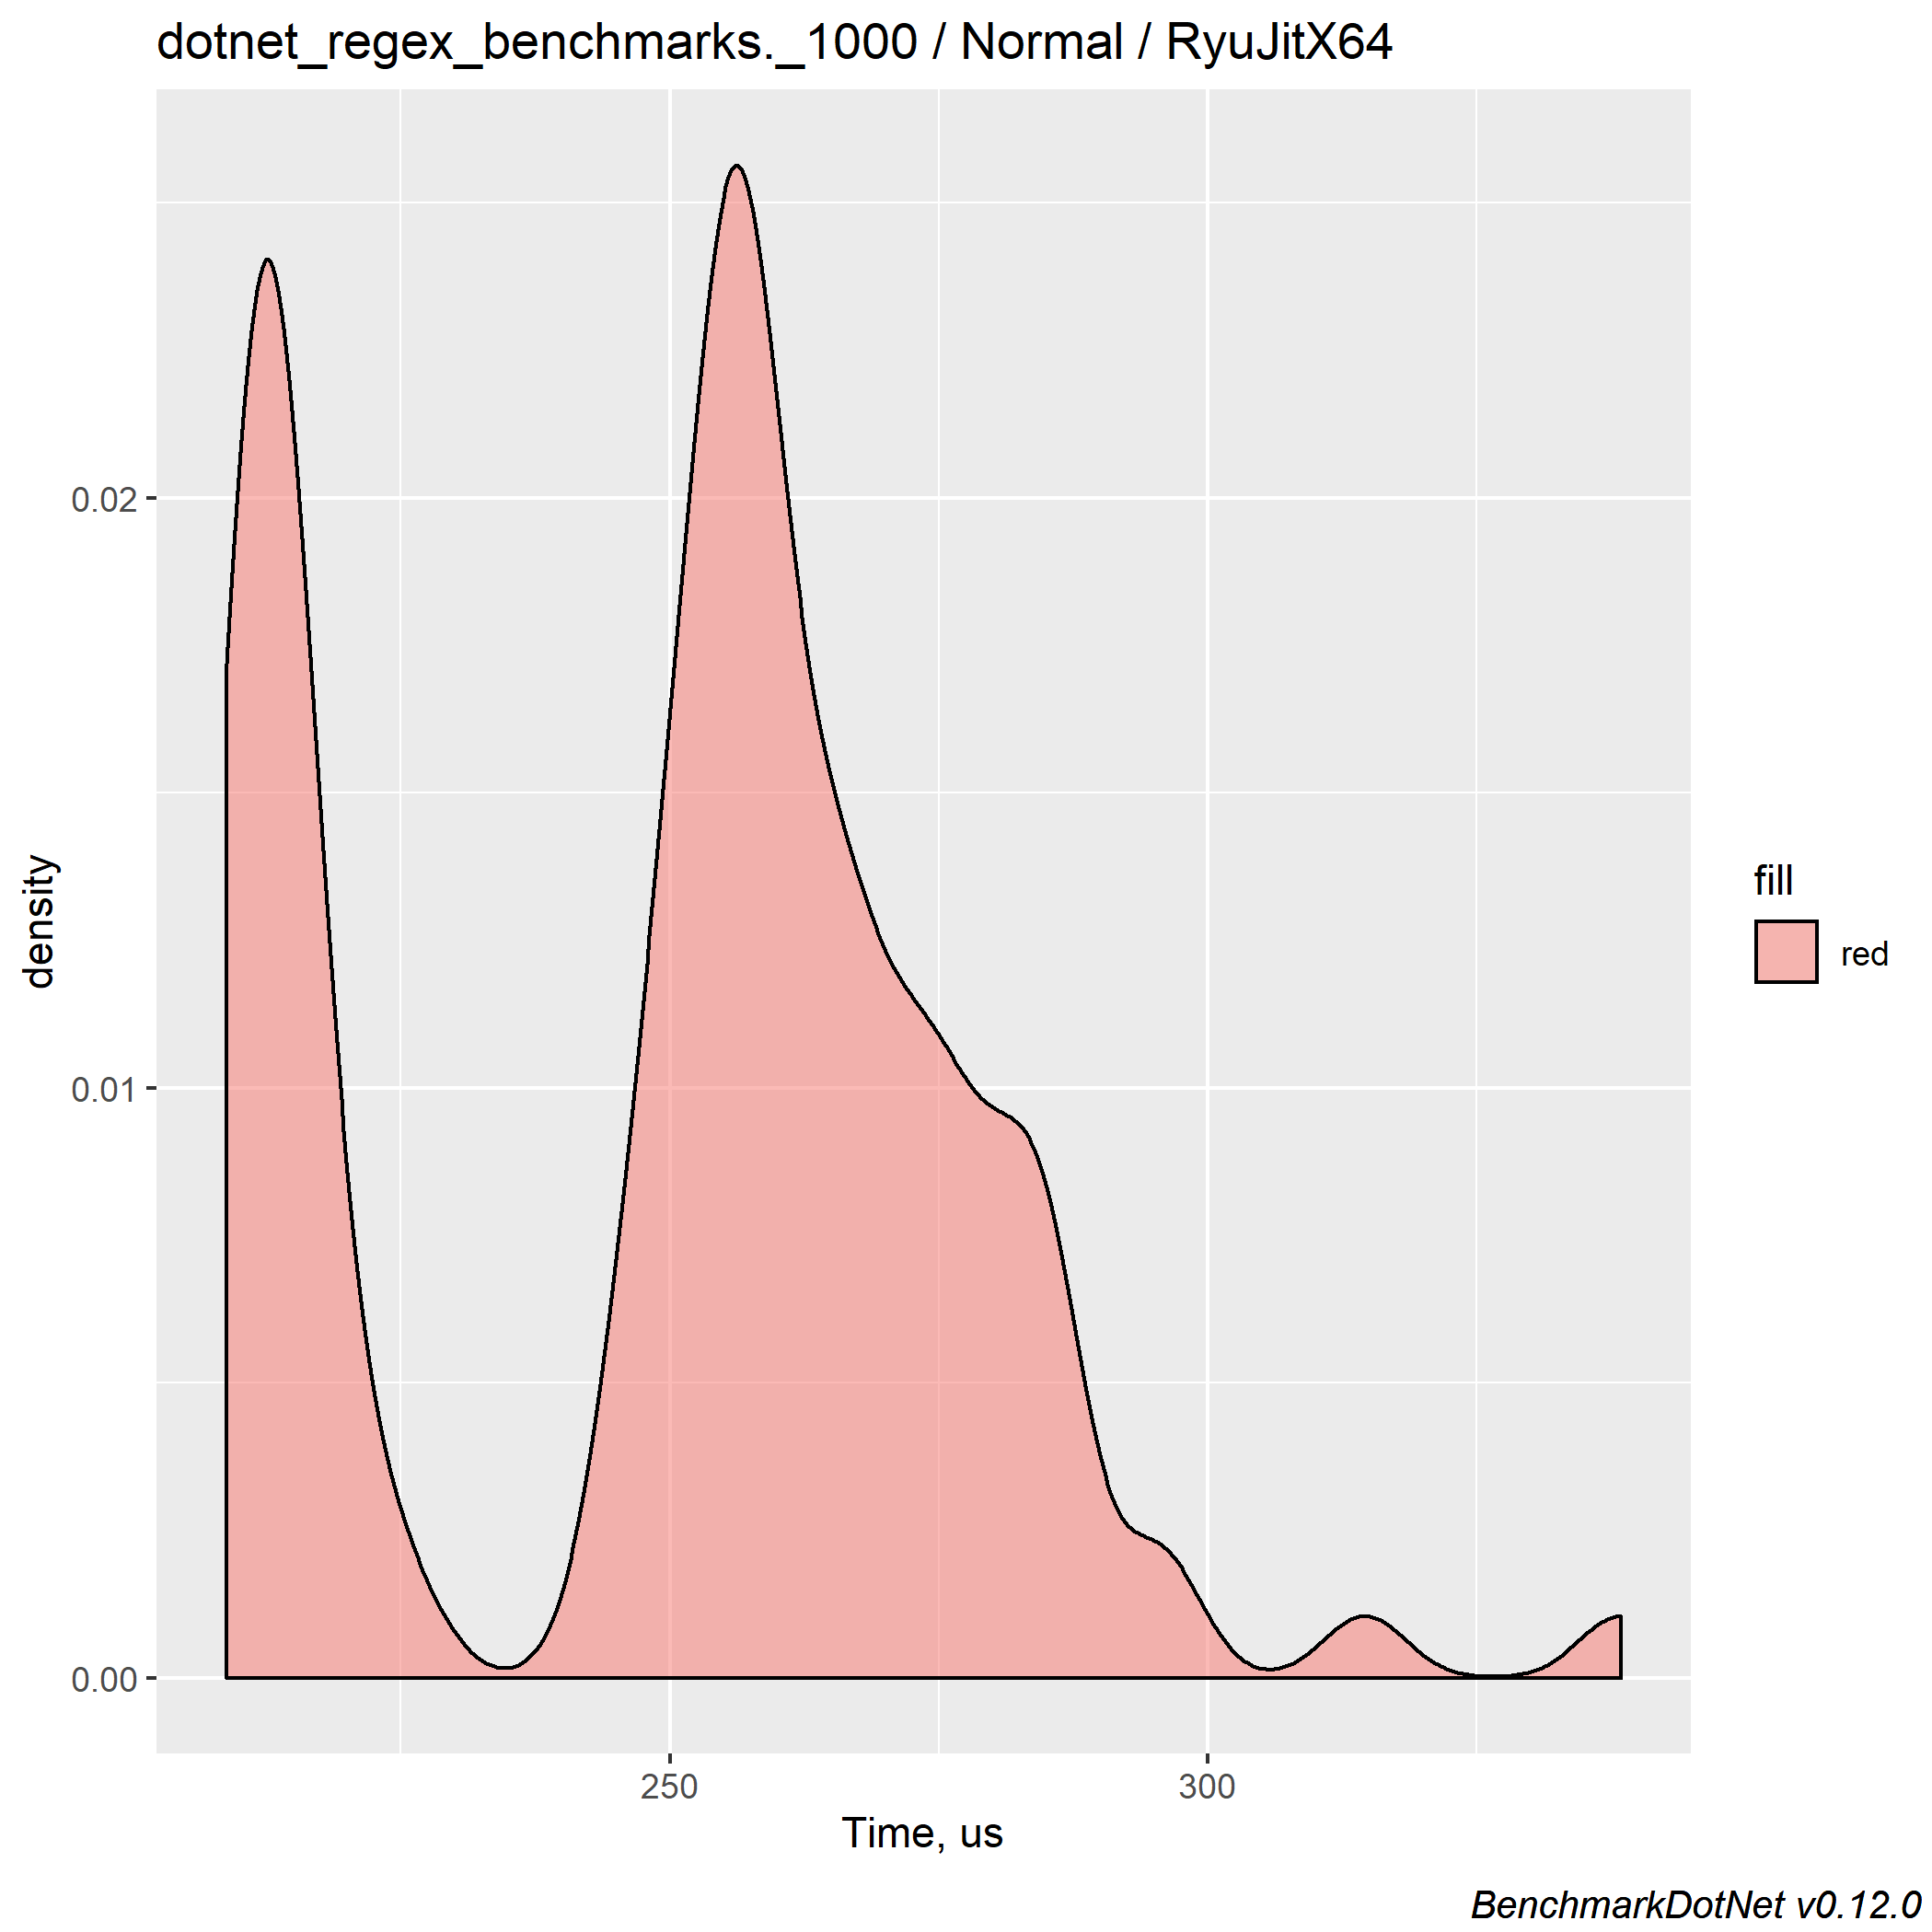 dotnet_regex_benchmarks._1000 / Normal / RyuJitX64
density
0.02
0.01
0.00
250 300
Time, us
fill
red
BenchmarkDotNet v0.12.0